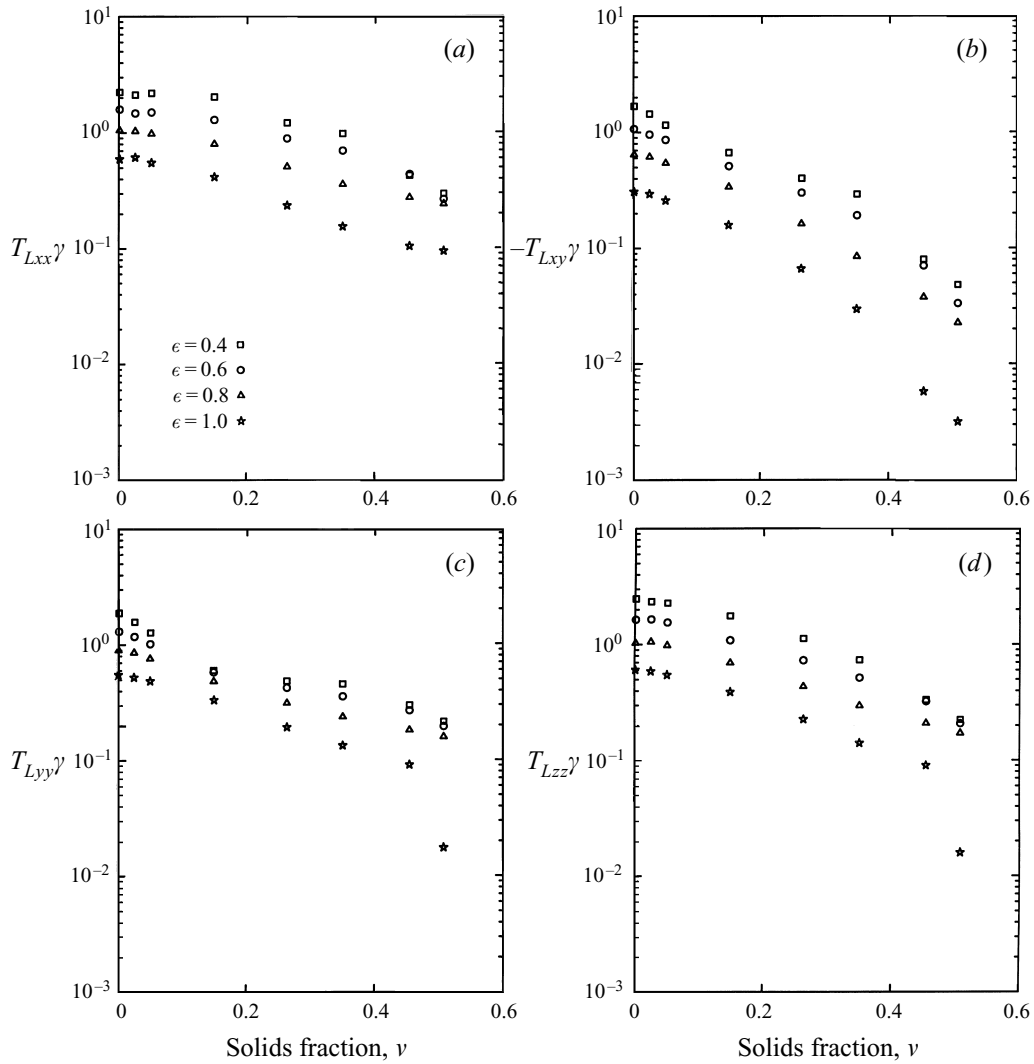 10^1
(a)
10^0
T_{Lxx}γ
10^{-1}
ϵ = 0.4
ϵ = 0.6
10^{-2}
ϵ = 0.8
ϵ = 1.0
10^{-3}
0 0.2 0.4 0.6
10^1
(b)
10^0
–T_{Lxy}γ
10^{-1}
10^{-2}
10^{-3}
0 0.2 0.4 0.6
10^1
(c)
10^0
T_{Lyy}γ
10^{-1}
10^{-2}
10^{-3}
0 0.2 0.4 0.6
Solids fraction, ν
10^1
(d)
10^0
T_{Lzz}γ
10^{-1}
10^{-2}
10^{-3}
0 0.2 0.4 0.6
Solids fraction, ν